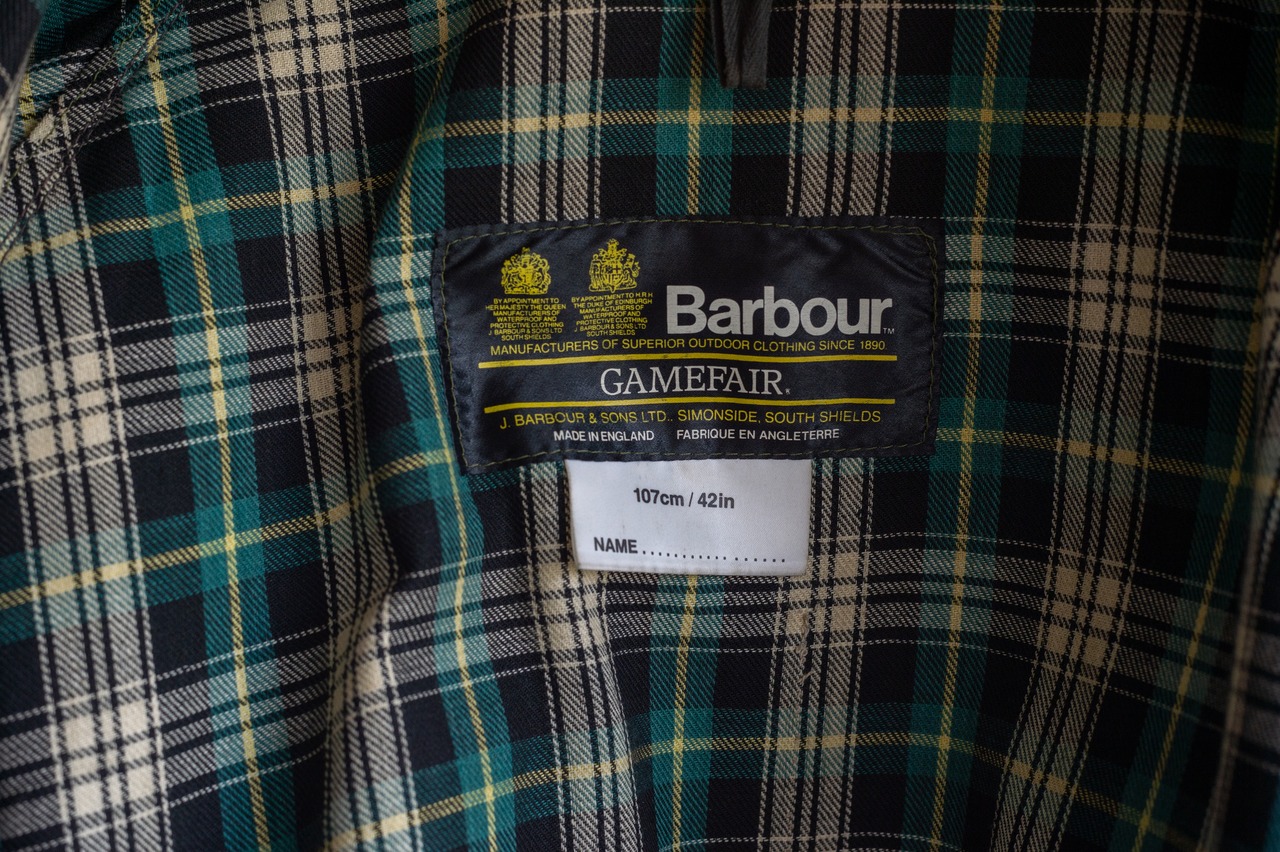 BY APPOINTMENT TO
HER MAJESTY THE QUEEN
MANUFACTURERS OF
WATERPROOF AND
PROTECTIVE CLOTHING
J. BARBOUR & SONS LTD
SOUTH SHIELDS
BY APPOINTMENT TO H R H
THE DUKE OF EDINBURGH
MANUFACTURERS OF
WATERPROOF AND
PROTECTIVE CLOTHING
J. BARBOUR & SONS LTD
SOUTH SHIELDS
Barbour™
MANUFACTURERS OF SUPERIOR OUTDOOR CLOTHING SINCE 1890.
GAMEFAIR®
J. BARBOUR & SONS LTD., SIMONSIDE, SOUTH SHIELDS
MADE IN ENGLAND FABRIQUE EN ANGLETERRE
107cm / 42in
NAME.................